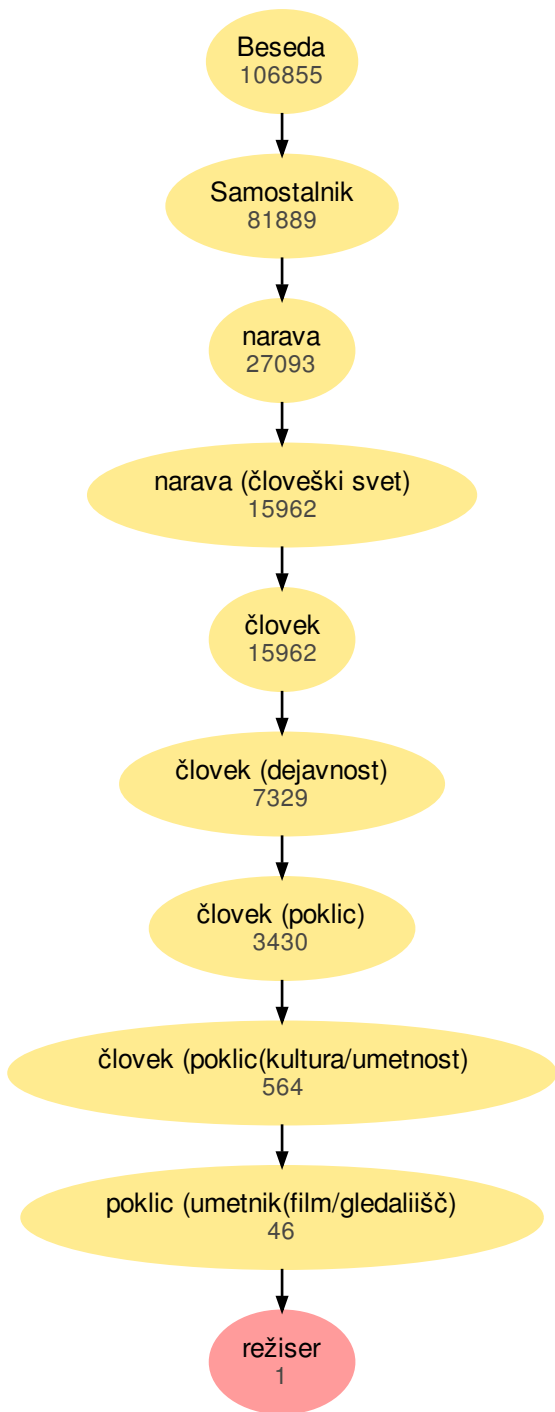 Beseda
106855
Samostalnik
81889
narava
27093
narava (človeški svet)
15962
človek
15962
človek (dejavnost)
7329
človek (poklic)
3430
človek (poklic(kultura/umetnost)
564
poklic (umetnik(film/gledaliišč)
46
režiser
1